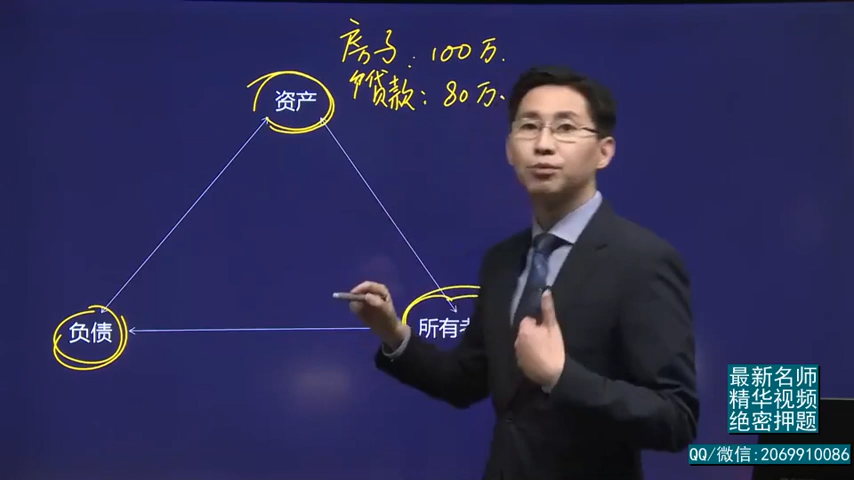 房子：100万.
贷款：80万.
资产
负债
所有者
最新名师
精华视频
绝密押题
QQ/微信:2069910086